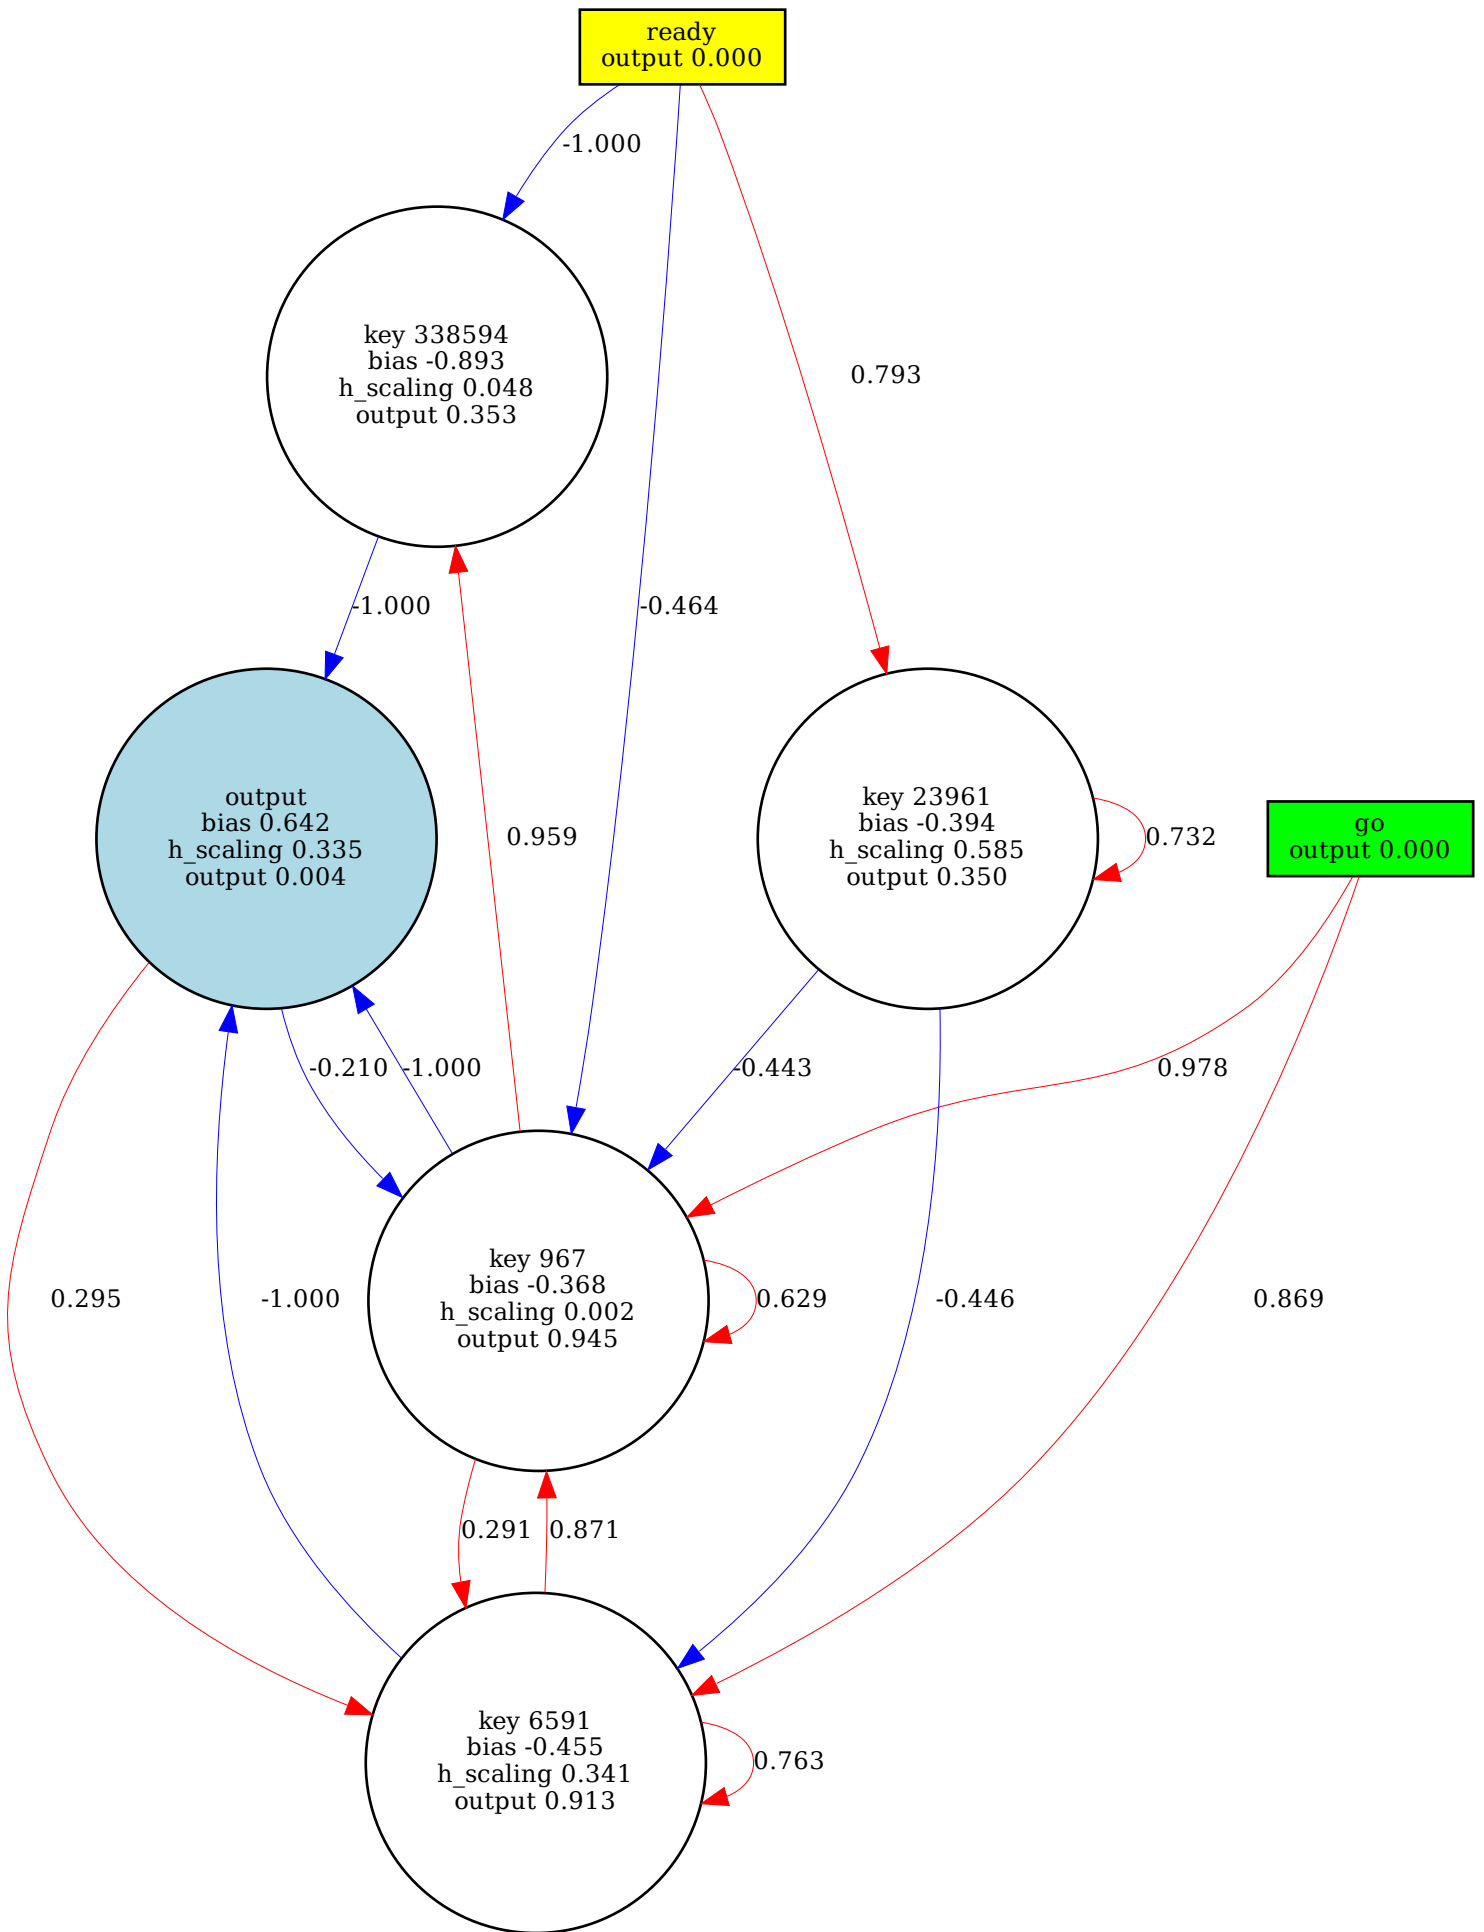 ready
output 0.000
-1.000
key 338594
bias -0.893
h_scaling 0.048
output 0.353
0.793
-1.000
-0.464
output
bias 0.642
h_scaling 0.335
output 0.004
0.959
key 23961
bias -0.394
h_scaling 0.585
output 0.350
0.732
go
output 0.000
-0.210
-1.000
-0.443
0.978
key 967
bias -0.368
h_scaling 0.002
output 0.945
0.295
-1.000
0.629
-0.446
0.869
0.291
0.871
key 6591
bias -0.455
h_scaling 0.341
output 0.913
0.763